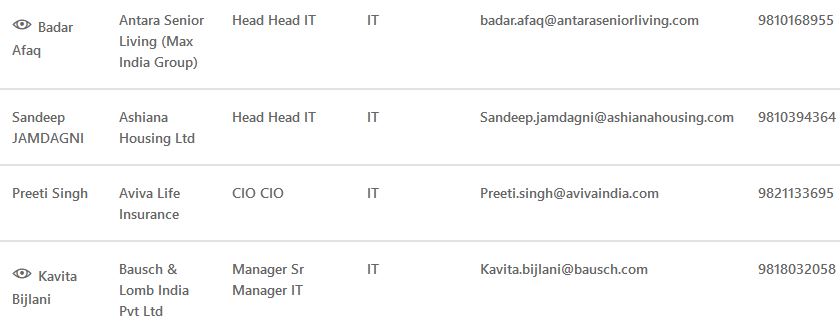 Badar Afaq Antara Senior Living (Max India Group) Head Head IT IT badar.afaq@antaraseniorliving.com 9810168955
Sandeep JAMDAGNI Ashiana Housing Ltd Head Head IT IT Sandeep.jamdagni@ashianahousing.com 9810394364
Preeti Singh Aviva Life Insurance CIO CIO IT Preeti.singh@avivaindia.com 9821133695
Kavita Bijlani Bausch & Lomb India Pvt Ltd Manager Sr Manager IT IT Kavita.bijlani@bausch.com 9818032058